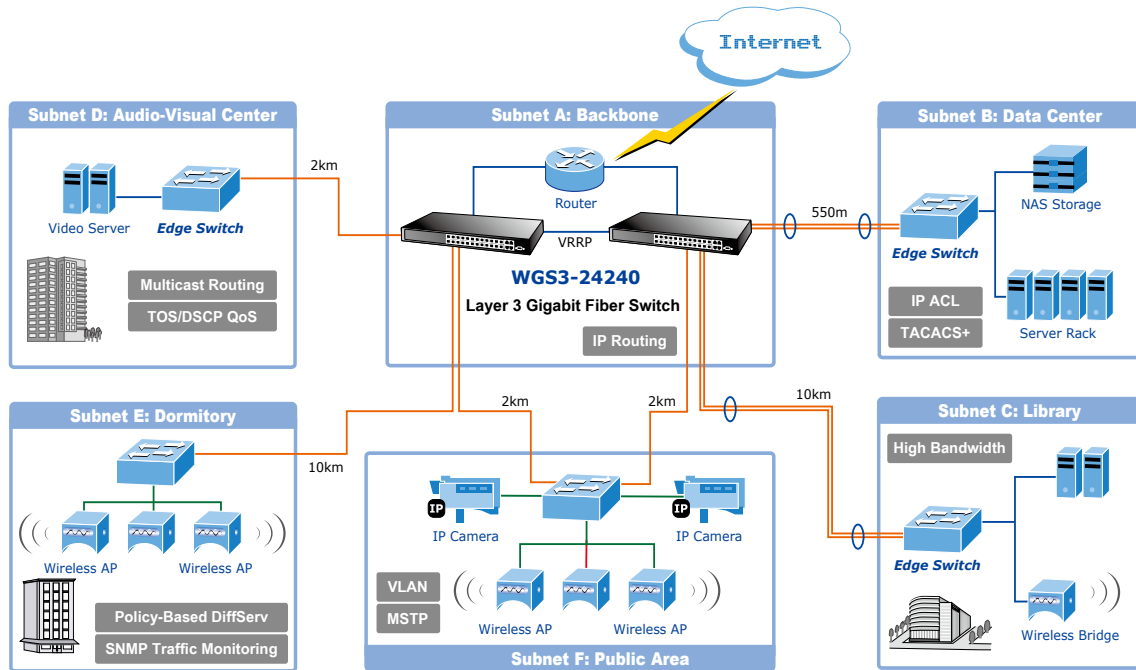 Internet
Subnet D: Audio-Visual Center
2km
Video Server
Edge Switch
Multicast Routing
TOS/DSCP QoS
Subnet A: Backbone
Router
VRRP
WGS3-24240
Layer 3 Gigabit Fiber Switch
IP Routing
550m
Subnet B: Data Center
NAS Storage
Edge Switch
IP ACL
TACACS+
Server Rack
Subnet E: Dormitory
10km
Wireless AP
Wireless AP
Policy-Based DiffServ
SNMP Traffic Monitoring
2km
2km
IP
IP Camera
IP
IP Camera
VLAN
MSTP
Wireless AP
Wireless AP
Subnet F: Public Area
10km
Subnet C: Library
High Bandwidth
Edge Switch
Wireless Bridge